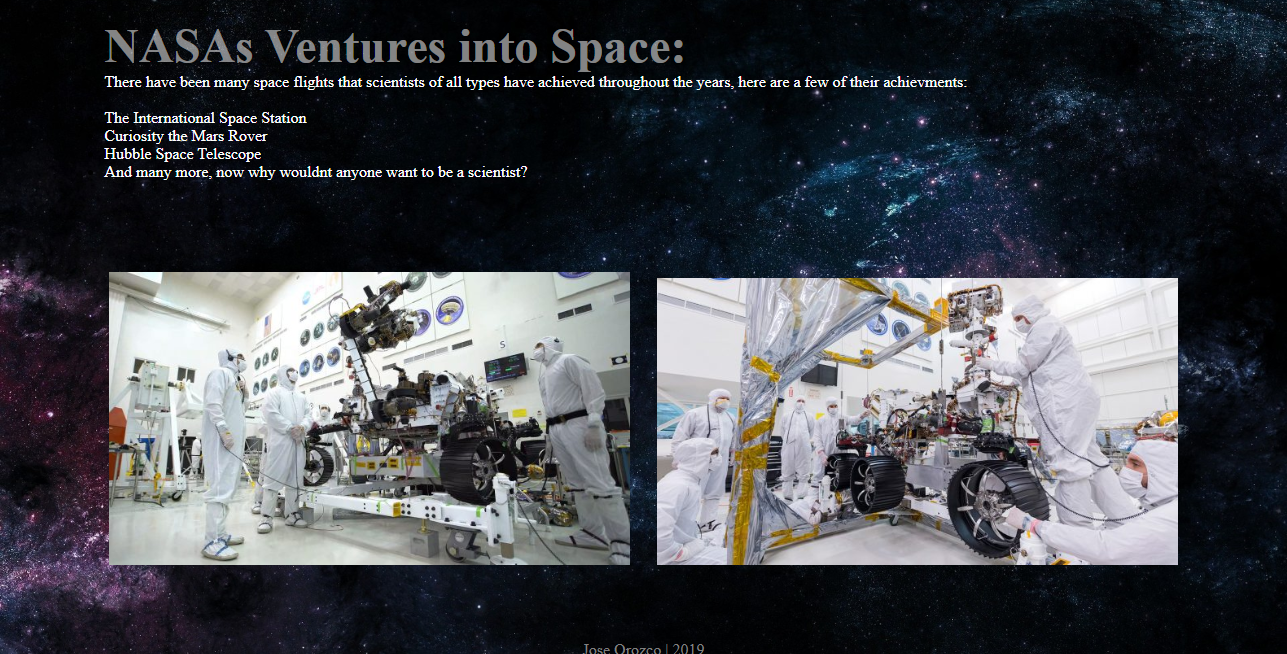 NASAs Ventures into Space:
There have been many space flights that scientists of all types have achieved throughout the years, here are a few of their achievments:
The International Space Station
Curiosity the Mars Rover
Hubble Space Telescope
And many more, now why wouldnt anyone want to be a scientist?
Jose Orozco | 2019